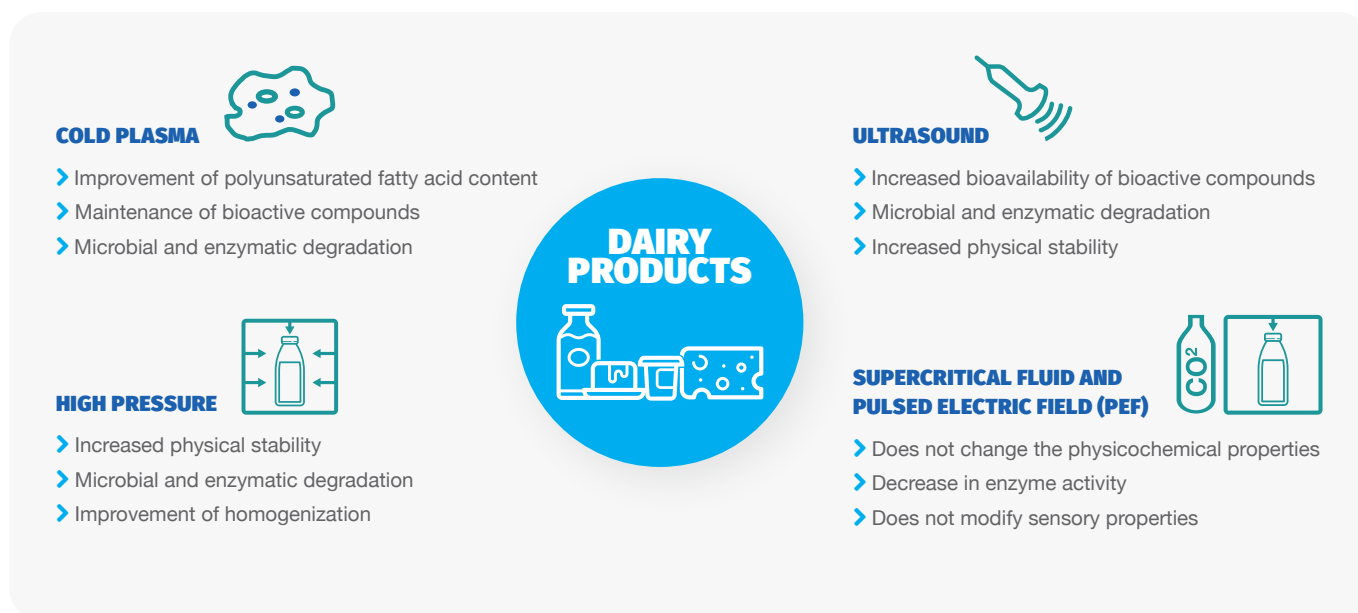 COLD PLASMA
Improvement of polyunsaturated fatty acid content
Maintenance of bioactive compounds
Microbial and enzymatic degradation
HIGH PRESSURE
Increased physical stability
Microbial and enzymatic degradation
Improvement of homogenization
DAIRY
PRODUCTS
ULTRASOUND
Increased bioavailability of bioactive compounds
Microbial and enzymatic degradation
Increased physical stability
SUPERCRITICAL FLUID AND
PULSED ELECTRIC FIELD (PEF)
CO²
Does not change the physicochemical properties
Decrease in enzyme activity
Does not modify sensory properties